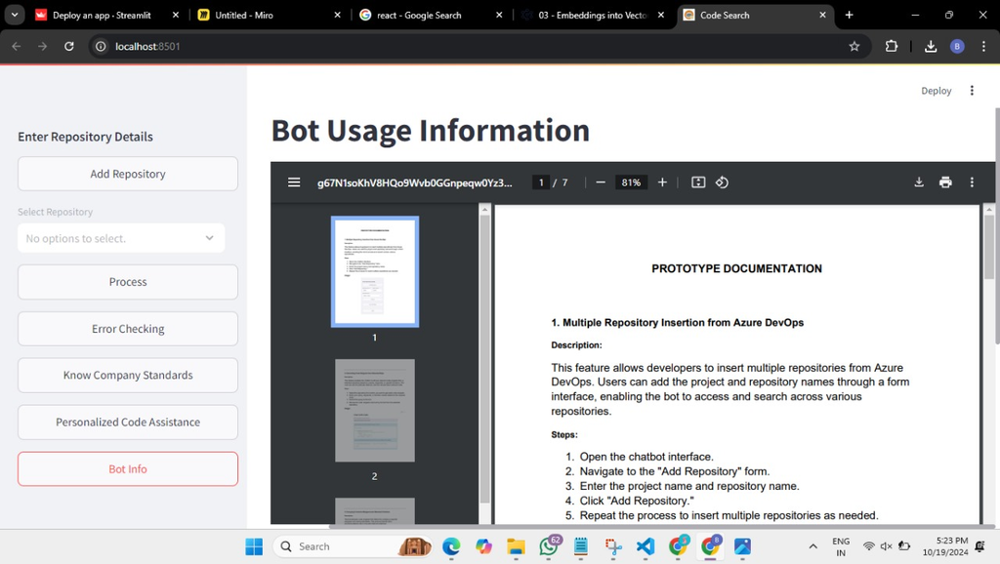 Deploy an app · Streamlit
Untitled - Miro
react - Google Search
03 - Embeddings into Vecto
Code Search
localhost:8501
B
Deploy
Enter Repository Details
Add Repository
Select Repository
No options to select.
Process
Error Checking
Know Company Standards
Personalized Code Assistance
Bot Info
Bot Usage Information
g67N1soKhV8HQo9Wvb0GGnpeqw0Yz3...
1 / 7
81%
1
2
PROTOTYPE DOCUMENTATION
1. Multiple Repository Insertion from Azure DevOps
Description:
This feature allows developers to insert multiple repositories from Azure
DevOps. Users can add the project and repository names through a form
interface, enabling the bot to access and search across various
repositories.
Steps:
1. Open the chatbot interface.
2. Navigate to the "Add Repository" form.
3. Enter the project name and repository name.
4. Click "Add Repository."
5. Repeat the process to insert multiple repositories as needed.
Search
62
ENG
IN
5:23 PM
10/19/2024